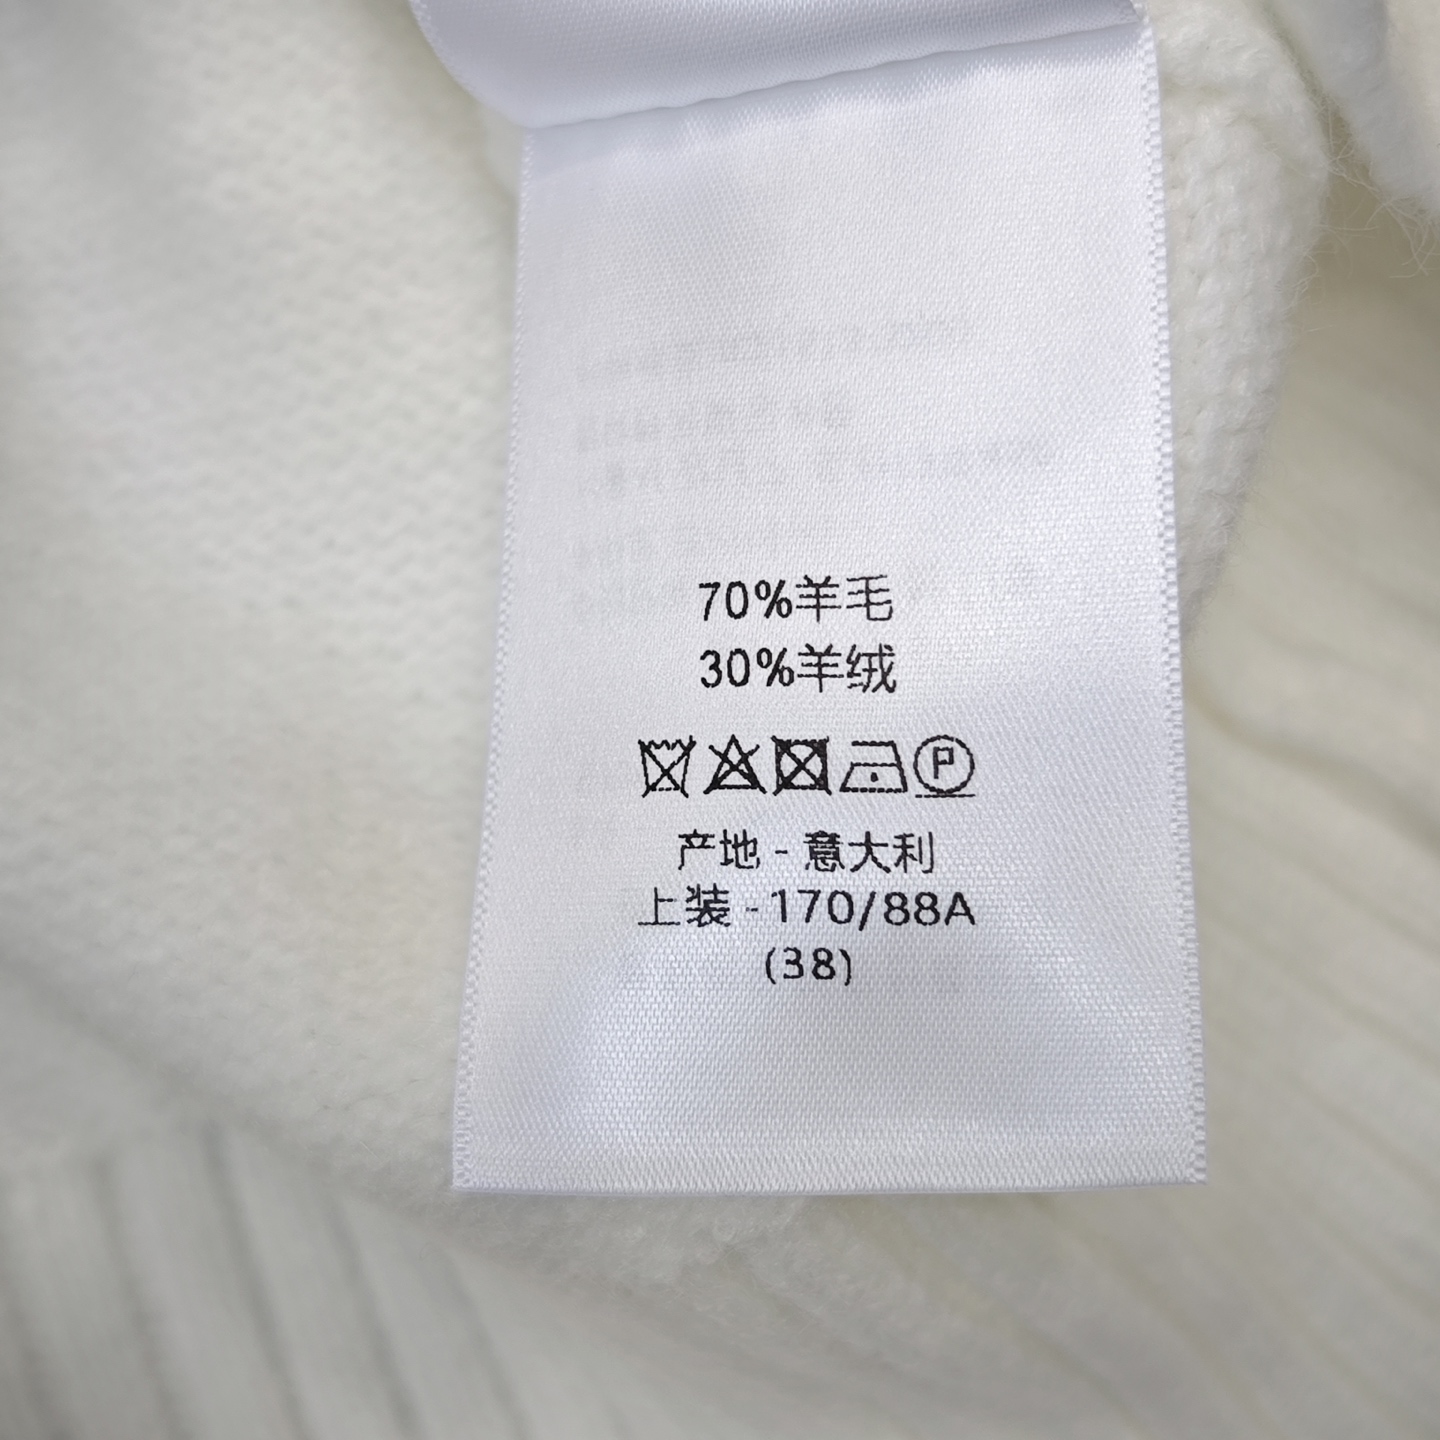 70%羊毛
30%羊绒
P
产地 - 意大利
上装 - 170/88A
(38)